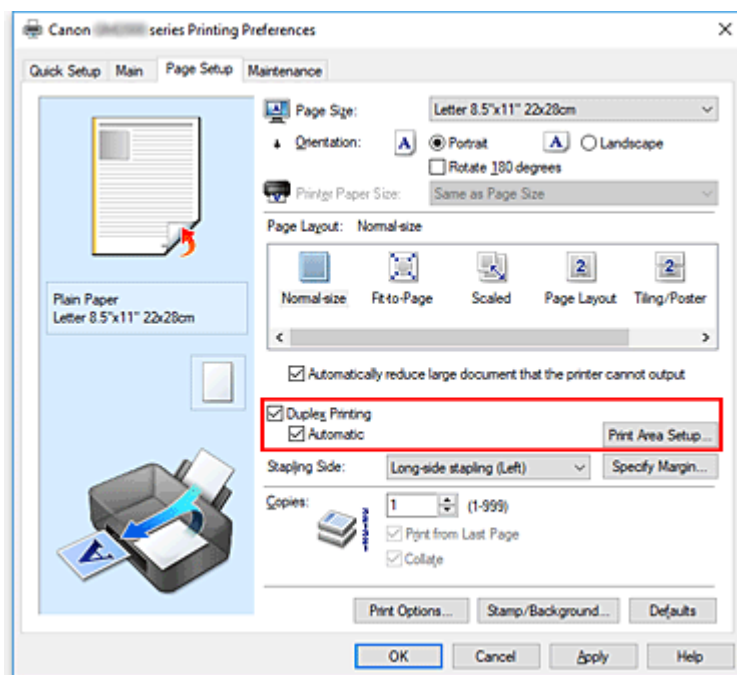 Canon series Printing Preferences
Quick Setup Main Page Setup Maintenance
Page Size: Letter 8.5"x11" 22x28cm
Orientation: A Portrait A Landscape
Rotate 180 degrees
Printer Paper Size: Same as Page Size
Page Layout: Normal-size
2 2
Normal-size Fit-to-Page Scaled Page Layout Tiling/Poster
Plain Paper
Letter 8.5"x11" 22x28cm
Automatically reduce large document that the printer cannot output
Duplex Printing
Automatic Print Area Setup...
Stapling Side: Long-side stapling (Left) Specify Margin...
Copies: 1 (1-999)
Print from Last Page
Collate
A
Print Options... Stamp/Background... Defaults
OK Cancel Apply Help